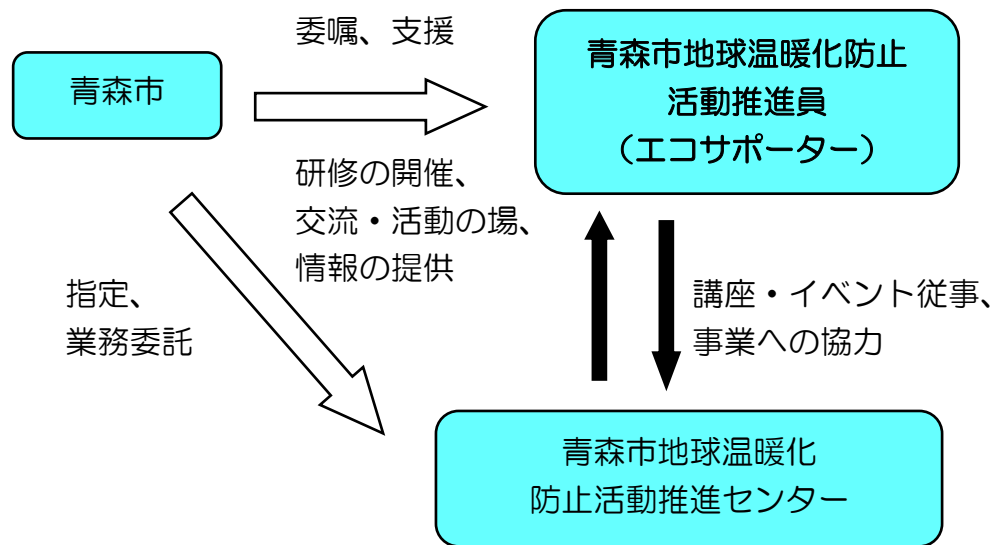 委嘱、支援
青森市
青森市地球温暖化防止
活動推進員
（エコサポーター）
研修の開催、
交流・活動の場、
情報の提供
指定、
業務委託
講座・イベント従事、
事業への協力
青森市地球温暖化
防止活動推進センター